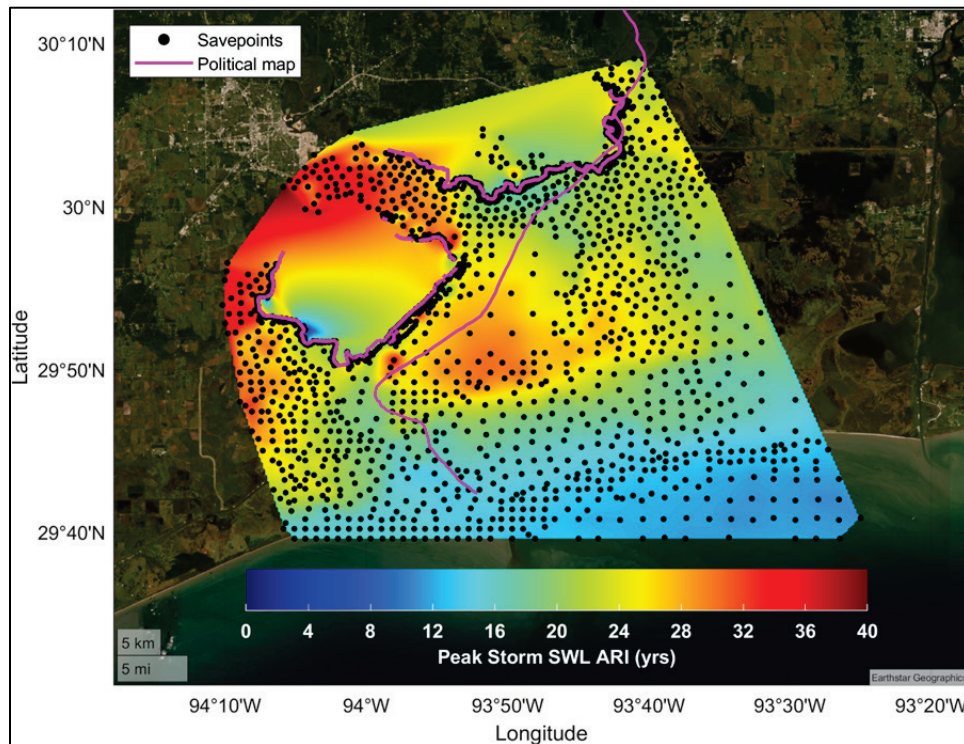 Savepoints
Political map
30°10'N
30°N
29°50'N
29°40'N
Latitude
0 4 8 12 16 20 24 28 32 36 40
Peak Storm SWL ARI (yrs)
5 km
5 mi
Earthstar Geographics
94°10'W 94°W 93°50'W 93°40'W 93°30'W 93°20'W
Longitude